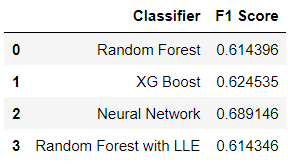 Classifier F1 Score
0 Random Forest 0.614396
1 XG Boost 0.624535
2 Neural Network 0.689146
3 Random Forest with LLE 0.614346